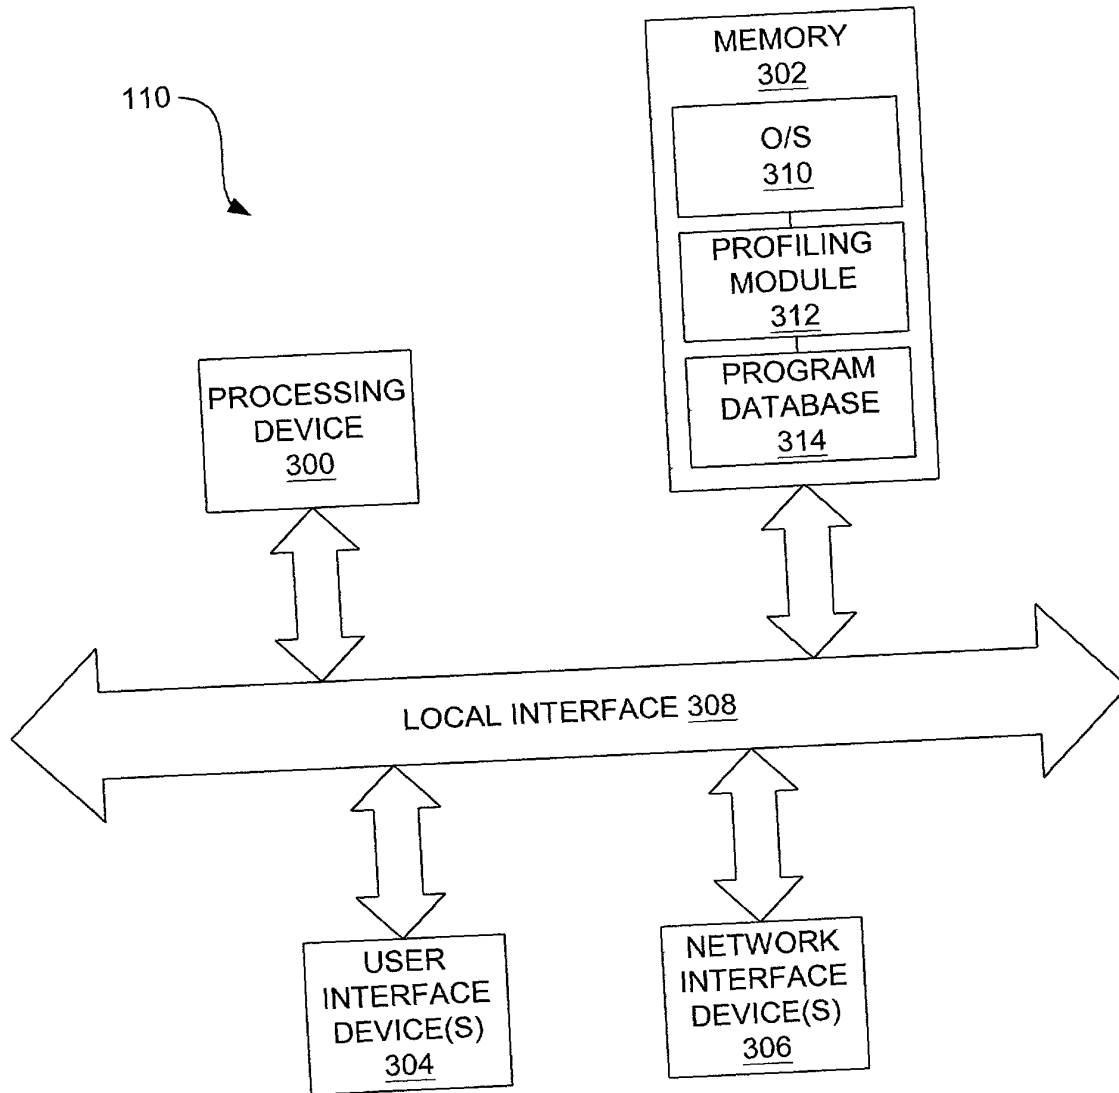 110
MEMORY
302
O/S
310
PROFILING
MODULE
312
PROGRAM
DATABASE
314
PROCESSING
DEVICE
300
LOCAL INTERFACE 308
USER
INTERFACE
DEVICE(S)
304
NETWORK
INTERFACE
DEVICE(S)
306